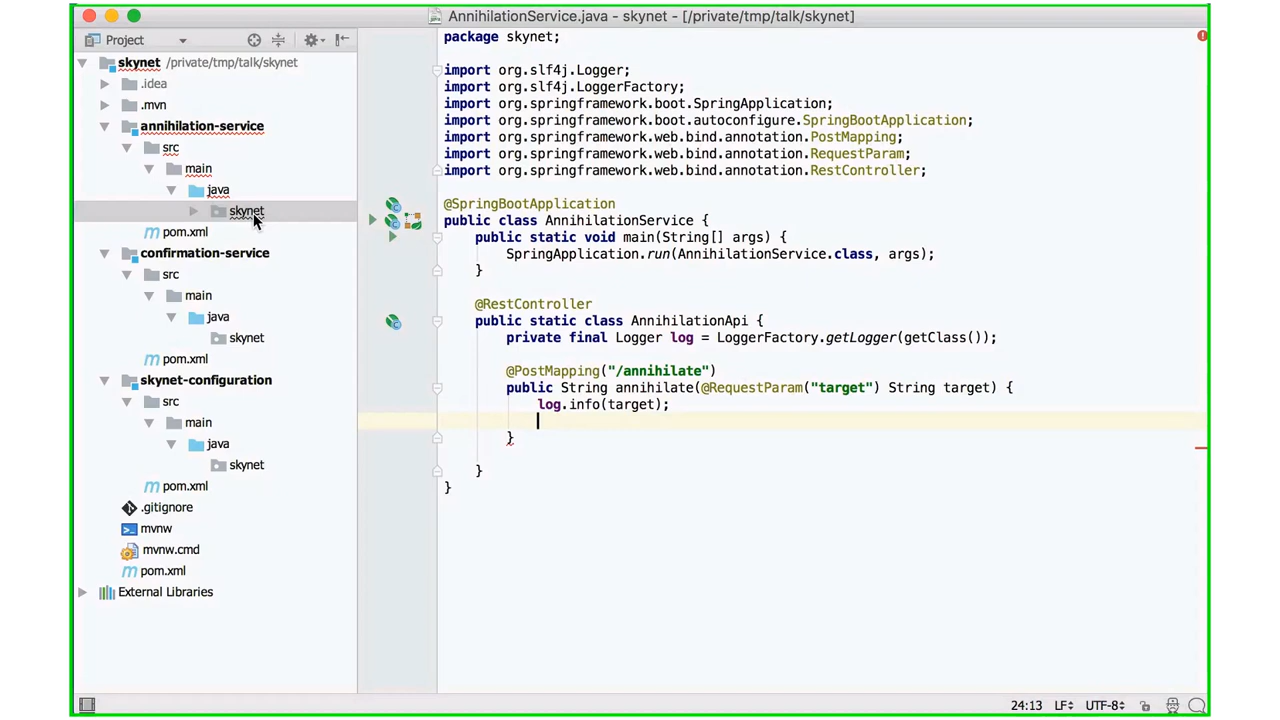 AnnihilationService.java - skynet - [/private/tmp/talk/skynet]
Project
skynet /private/tmp/talk/skynet
.idea
.mvn
annihilation-service
src
main
java
skynet
pom.xml
confirmation-service
src
main
java
skynet
pom.xml
skynet-configuration
src
main
java
skynet
pom.xml
.gitignore
mvnw
mvnw.cmd
pom.xml
External Libraries
package skynet;
import org.slf4j.Logger;
import org.slf4j.LoggerFactory;
import org.springframework.boot.SpringApplication;
import org.springframework.boot.autoconfigure.SpringBootApplication;
import org.springframework.web.bind.annotation.PostMapping;
import org.springframework.web.bind.annotation.RequestParam;
import org.springframework.web.bind.annotation.RestController;
@SpringBootApplication
public class AnnihilationService {
public static void main(String[] args) {
SpringApplication.run(AnnihilationService.class, args);
}
@RestController
public static class AnnihilationApi {
private final Logger log = LoggerFactory.getLogger(getClass());
@PostMapping("/annihilate")
public String annihilate(@RequestParam("target") String target) {
log.info(target);
}
}
}
24:13 LF UTF-8